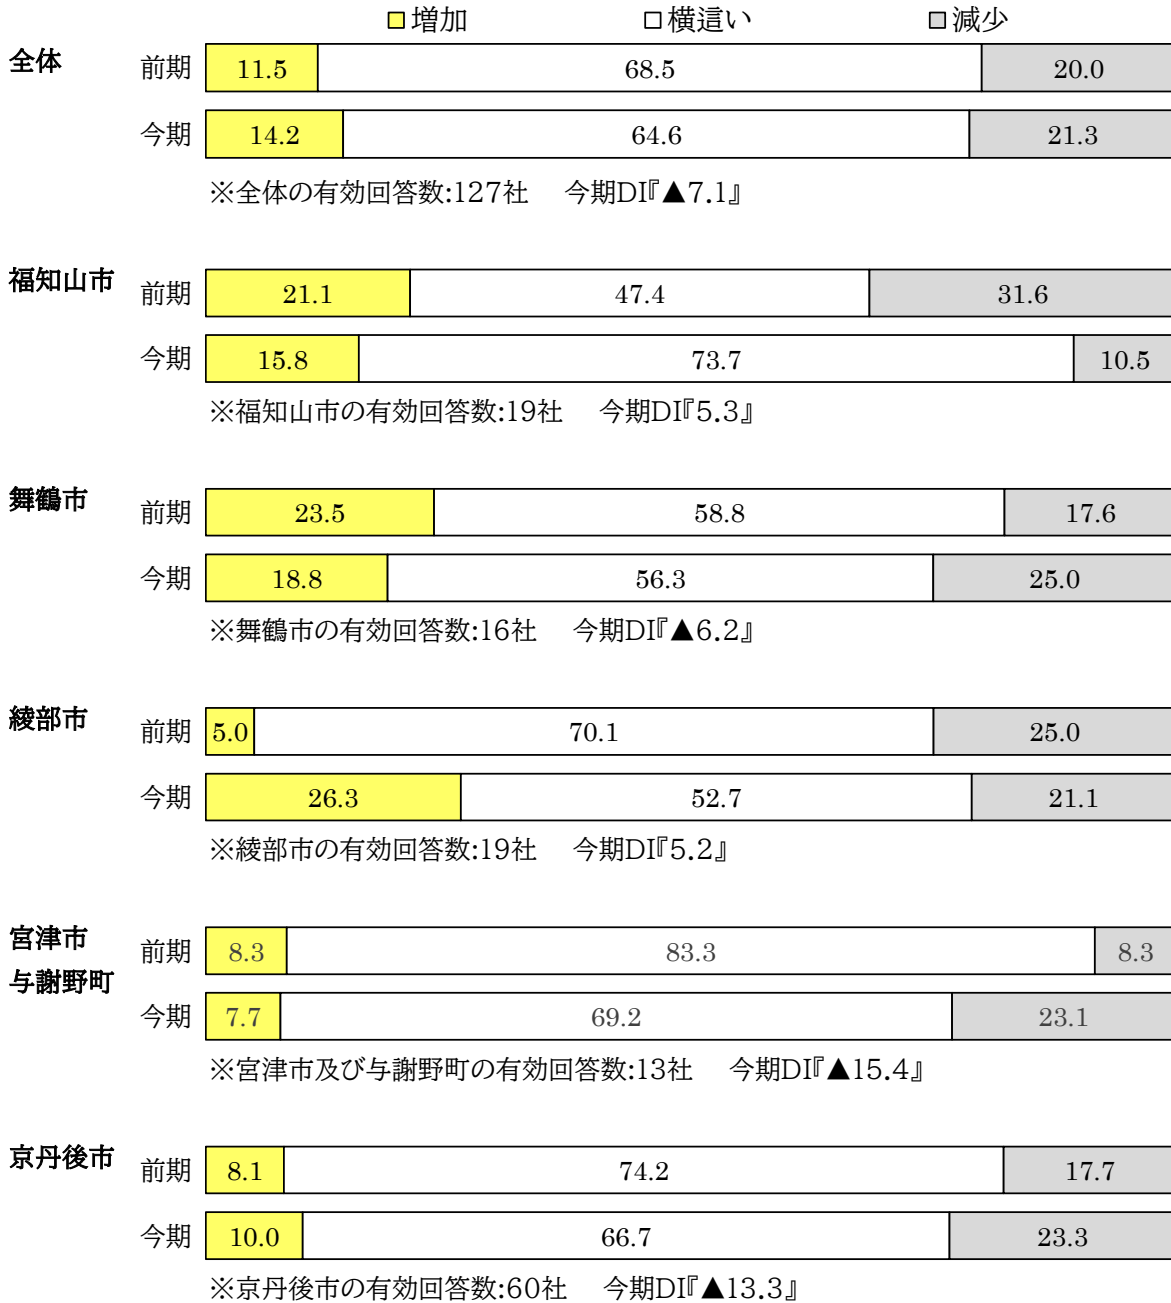 増加 横這い 減少
全体
前期 11.5 68.5 20.0
今期 14.2 64.6 21.3
※全体の有効回答数:127社 今期DI『▲7.1』
福知山市
前期 21.1 47.4 31.6
今期 15.8 73.7 10.5
※福知山市の有効回答数:19社 今期DI『5.3』
舞鶴市
前期 23.5 58.8 17.6
今期 18.8 56.3 25.0
※舞鶴市の有効回答数:16社 今期DI『▲6.2』
綾部市
前期 5.0 70.1 25.0
今期 26.3 52.7 21.1
※綾部市の有効回答数:19社 今期DI『5.2』
宮津市
与謝野町
前期 8.3 83.3 8.3
今期 7.7 69.2 23.1
※宮津市及び与謝野町の有効回答数:13社 今期DI『▲15.4』
京丹後市
前期 8.1 74.2 17.7
今期 10.0 66.7 23.3
※京丹後市の有効回答数:60社 今期DI『▲13.3』